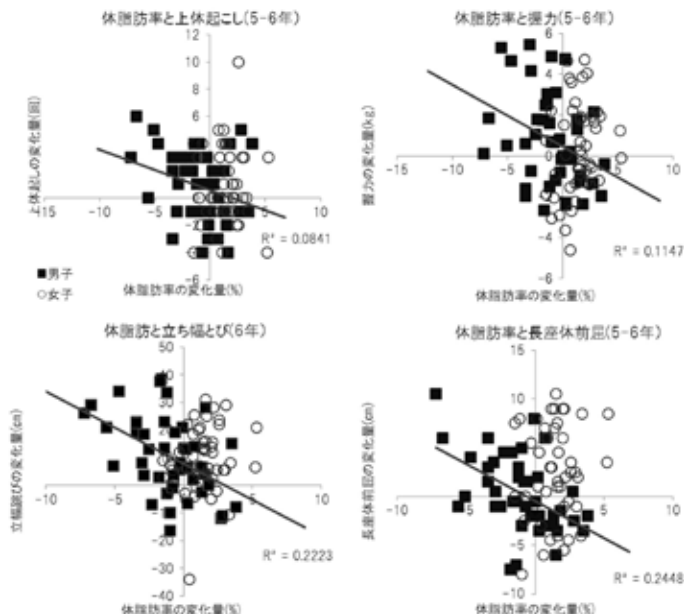 体脂肪率と上体起こし(5-6年)
12
10
6
-15
-10
-5
5
10
-6
上体起しの変化量(回)
R² = 0.0841
■男子
○女子
体脂肪率の変化量(%)
体脂肪率と握力(5-6年)
6
4
-15
-10
-5
5
10
-4
-6
握力の変化量(kg)
R² = 0.1147
体脂肪率の変化量(%)
体脂肪と立ち幅とび(6年)
50
40
-10
-5
5
10
-20
-30
-40
立幅跳びの変化量(cm)
R² = 0.2223
体脂肪率の変化量(%)
体脂肪率と長座体前屈(5-6年)
15
10
-10
-5
5
10
-5
-10
長座体前屈の変化量(cm)
R² = 0.2448
体脂肪率の変化量(%)